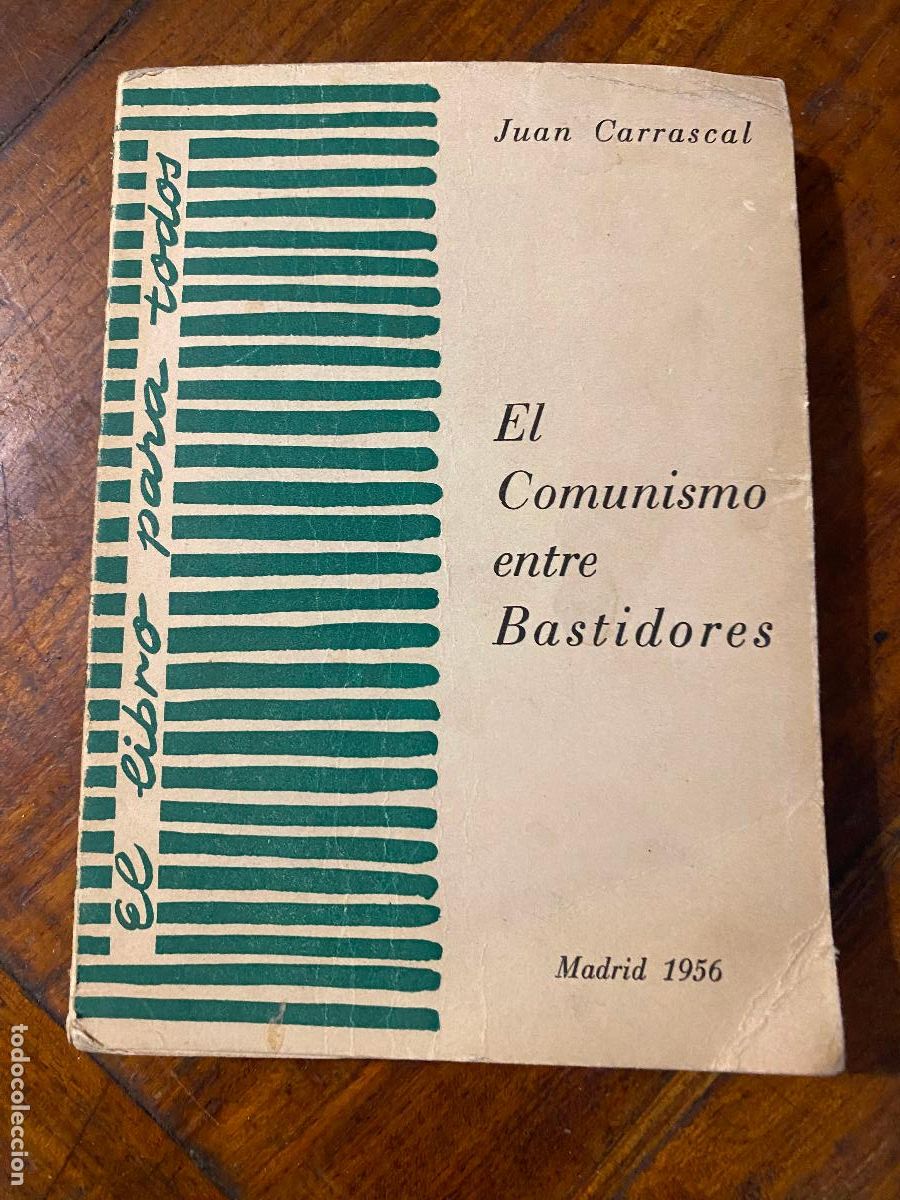 Juan Carrascal
El
Comunismo
entre
Bastidores
Madrid 1956
El libro para todos
todocoleccion